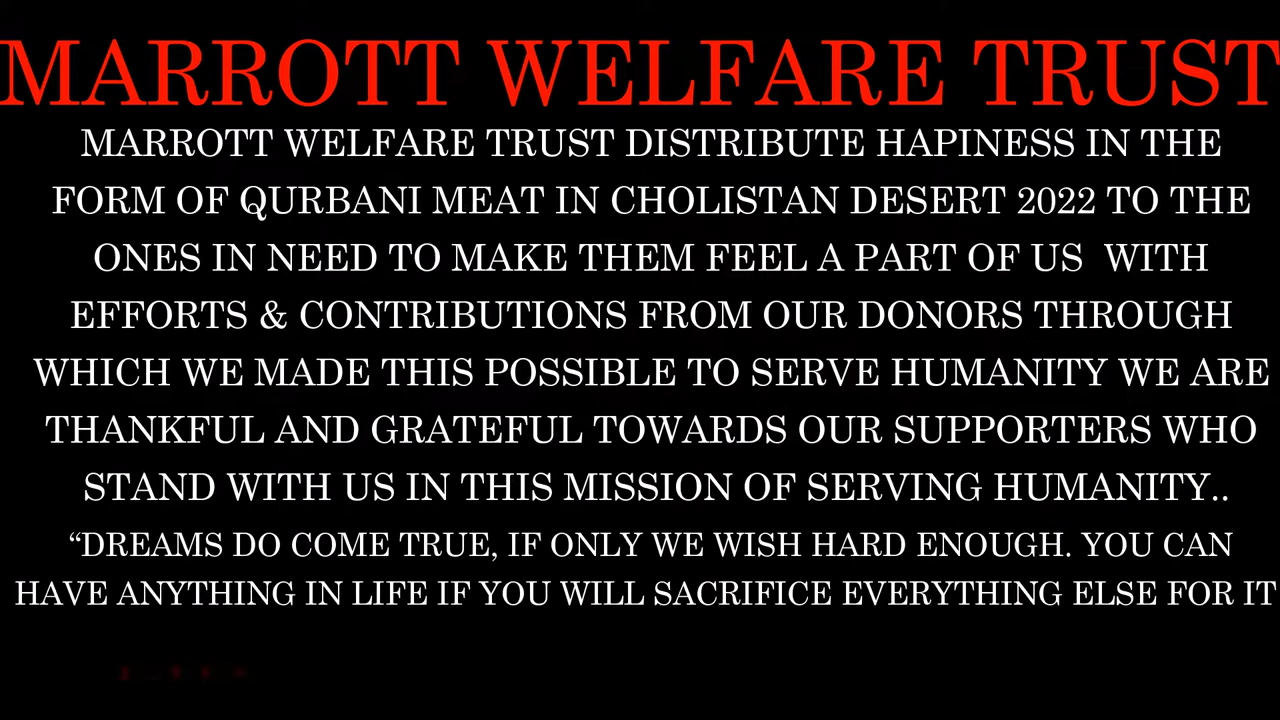 MARROTT WELFARE TRUST
MARROTT WELFARE TRUST DISTRIBUTE HAPINESS IN THE
FORM OF QURBANI MEAT IN CHOLISTAN DESERT 2022 TO THE
ONES IN NEED TO MAKE THEM FEEL A PART OF US WITH
EFFORTS & CONTRIBUTIONS FROM OUR DONORS THROUGH
WHICH WE MADE THIS POSSIBLE TO SERVE HUMANITY WE ARE
THANKFUL AND GRATEFUL TOWARDS OUR SUPPORTERS WHO
STAND WITH US IN THIS MISSION OF SERVING HUMANITY..
“DREAMS DO COME TRUE, IF ONLY WE WISH HARD ENOUGH. YOU CAN
HAVE ANYTHING IN LIFE IF YOU WILL SACRIFICE EVERYTHING ELSE FOR IT